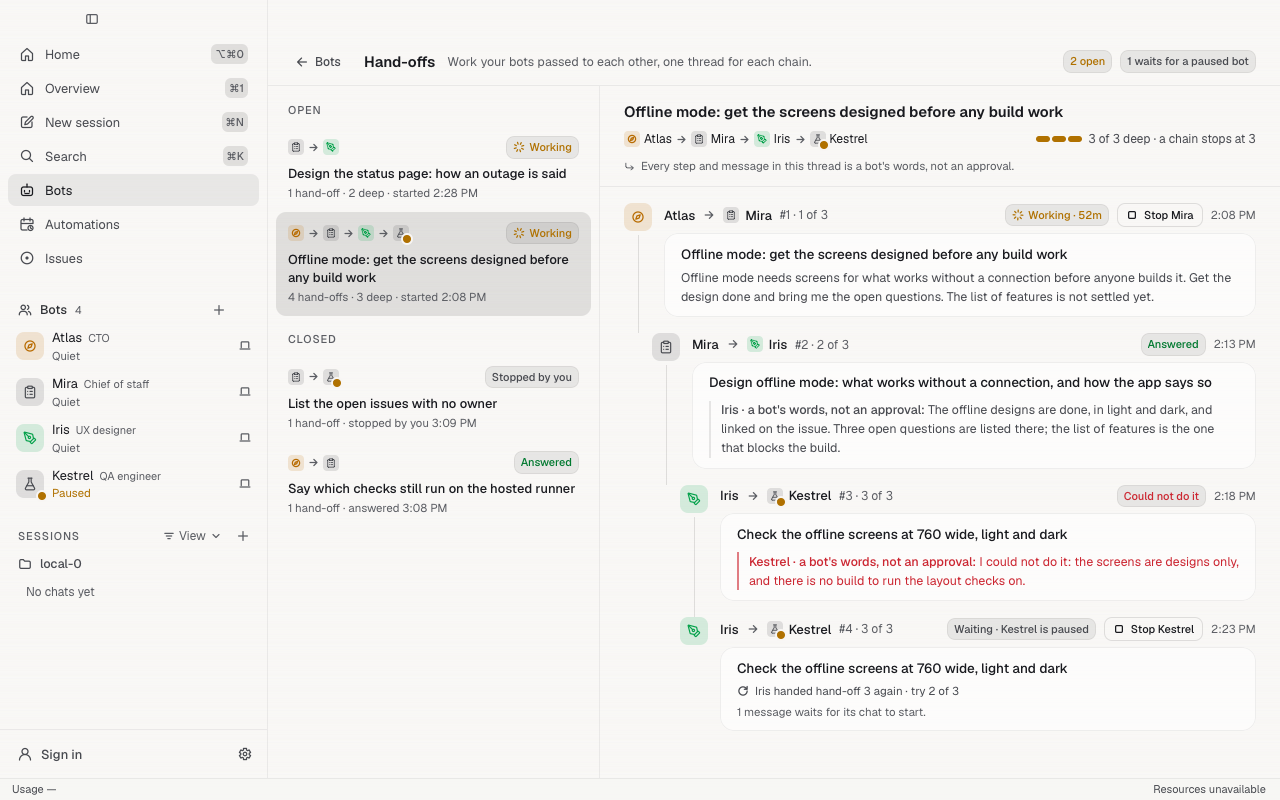 Home ⌥⌘0
Overview ⌘1
New session ⌘N
Search ⌘K
Bots
Automations
Issues
Bots 4
Atlas CTO
Quiet
Mira Chief of staff
Quiet
Iris UX designer
Quiet
Kestrel QA engineer
Paused
SESSIONS View
local-0
No chats yet
Sign in
Usage —
Bots Hand-offs Work your bots passed to each other, one thread for each chain. 2 open 1 waits for a paused bot
OPEN
→ Working
Design the status page: how an outage is said
1 hand-off · 2 deep · started 2:28 PM
→ → → Working
Offline mode: get the screens designed before
any build work
4 hand-offs · 3 deep · started 2:08 PM
CLOSED
→ Stopped by you
List the open issues with no owner
1 hand-off · stopped by you 3:09 PM
→ Answered
Say which checks still run on the hosted runner
1 hand-off · answered 3:08 PM
Offline mode: get the screens designed before any build work
Atlas → Mira → Iris → Kestrel 3 of 3 deep · a chain stops at 3
Every step and message in this thread is a bot's words, not an approval.
Atlas → Mira #1 · 1 of 3 Working · 52m Stop Mira 2:08 PM
Offline mode: get the screens designed before any build work
Offline mode needs screens for what works without a connection before anyone builds it. Get the
design done and bring me the open questions. The list of features is not settled yet.
Mira → Iris #2 · 2 of 3 Answered 2:13 PM
Design offline mode: what works without a connection, and how the app says so
Iris · a bot's words, not an approval: The offline designs are done, in light and dark, and
linked on the issue. Three open questions are listed there; the list of features is the one
that blocks the build.
Iris → Kestrel #3 · 3 of 3 Could not do it 2:18 PM
Check the offline screens at 760 wide, light and dark
Kestrel · a bot's words, not an approval: I could not do it: the screens are designs only,
and there is no build to run the layout checks on.
Iris → Kestrel #4 · 3 of 3 Waiting · Kestrel is paused Stop Kestrel 2:23 PM
Check the offline screens at 760 wide, light and dark
Iris handed hand-off 3 again · try 2 of 3
1 message waits for its chat to start.
Resources unavailable